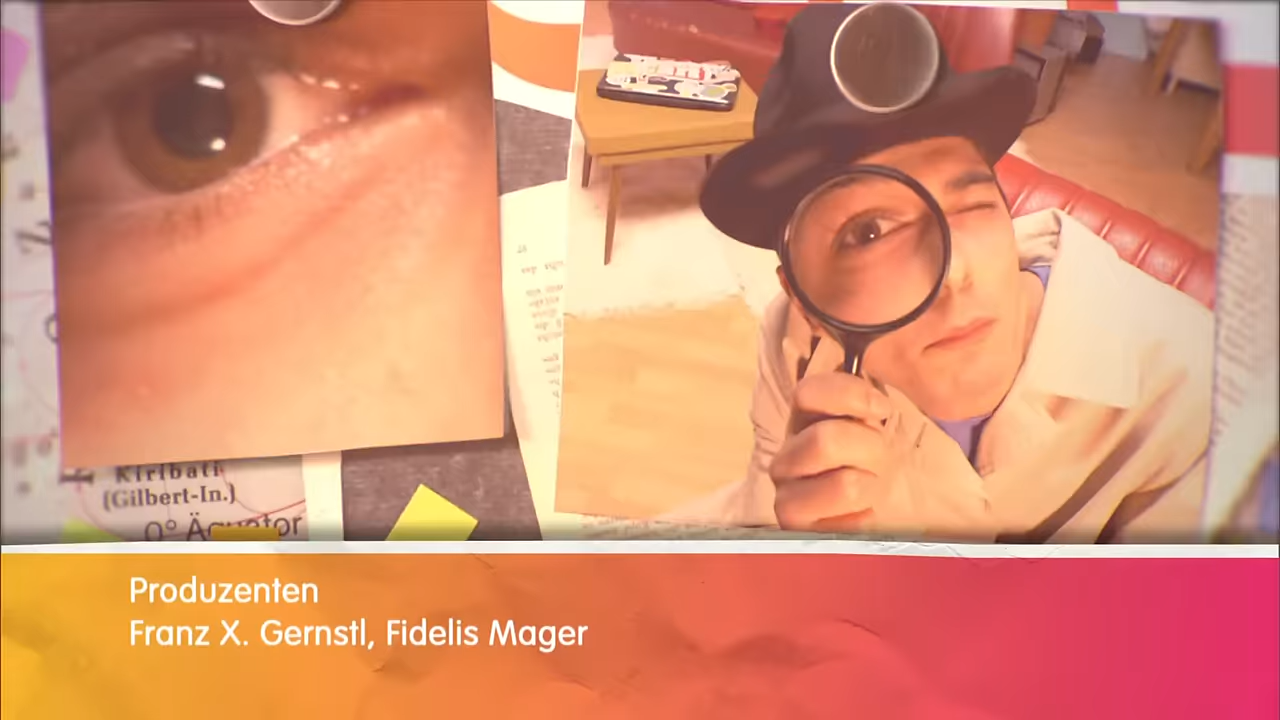 Kiribati
(Gilbert-In.)
0° Äquator
Produzenten
Franz X. Gernstl, Fidelis Mager